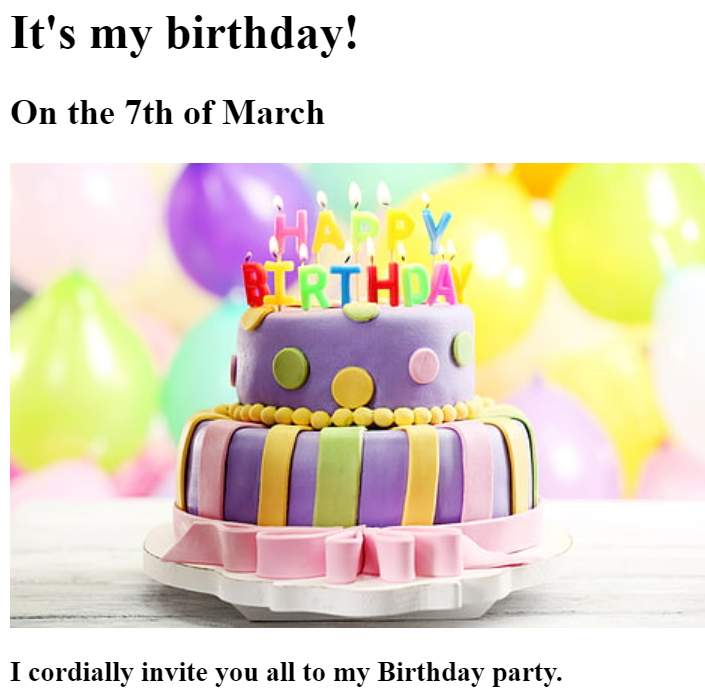 It's my birthday!
On the 7th of March
HAPPY
BIRTHDAY
I cordially invite you all to my Birthday party.